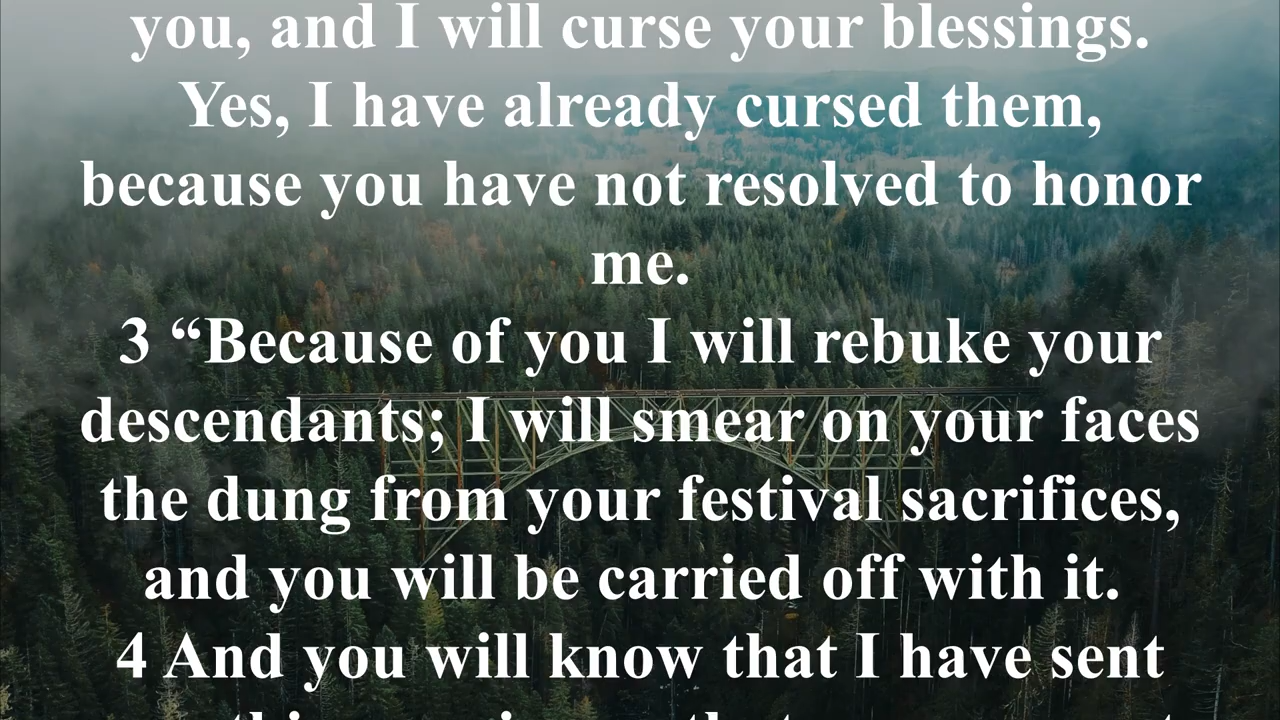 you, and I will curse your blessings.
Yes, I have already cursed them,
because you have not resolved to honor
me.
3 “Because of you I will rebuke your
descendants; I will smear on your faces
the dung from your festival sacrifices,
and you will be carried off with it.
4 And you will know that I have sent